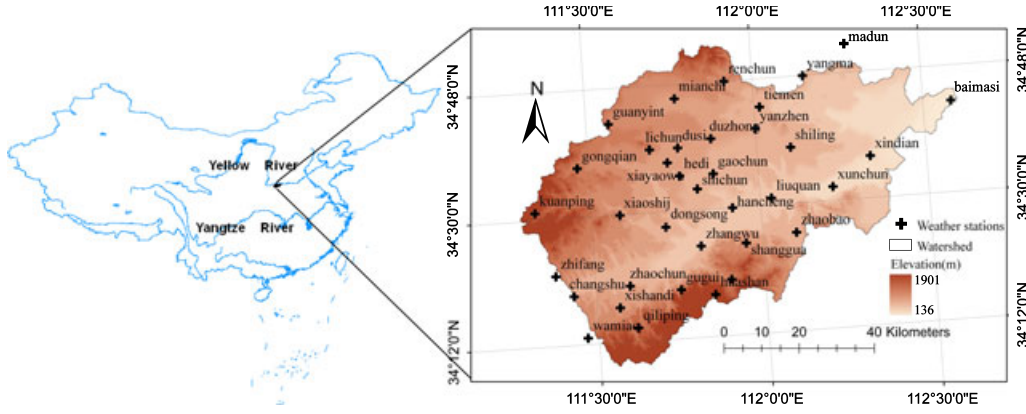 111°30'0"E 112°0'0"E 112°30'0"E
madun
34°48'0"N
34°48'0"N
N
renchun
yangma
mianchi
tiemen
baimasi
guanyint
yanzhen
duzhong
lichun dusi
shiling
xindian
gongqian
hedi gaochun
Yellow River
xiayaow
shichun
liuquan
xunchun
34°30'0"N
kuanping
xiaoshij
hancheng
Yangtze River
dongsong
zhaobao
34°30'0"N
Weather stations
zhangwu
shanggua
Watershed
Elevation(m)
zhifang
zhaochun
gugui
huashan
1901
changshu
xishandi
136
wamiao
qiliping
0 10 20 40 Kilometers
34°12'0"N
34°12'0"N
111°30'0"E 112°0'0"E 112°30'0"E